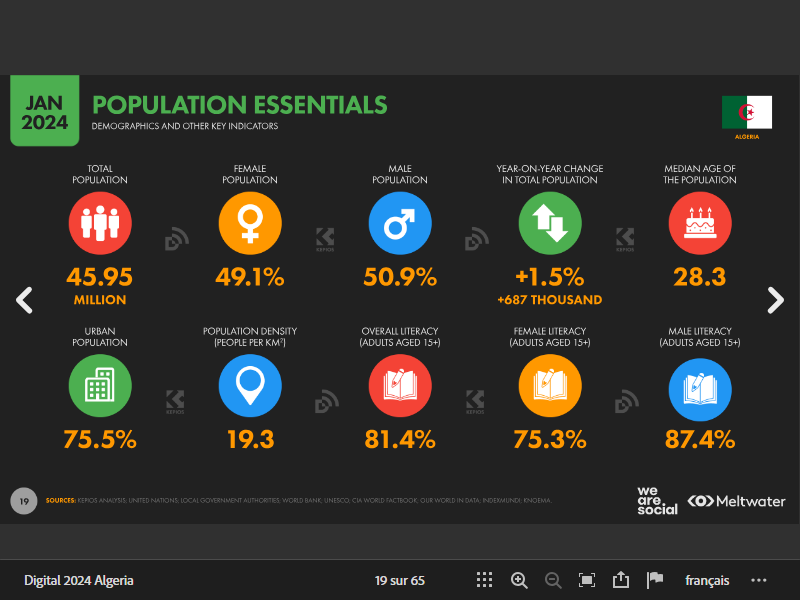 JAN
2024
POPULATION ESSENTIALS
DEMOGRAPHICS AND OTHER KEY INDICATORS
ALGERIA
TOTAL
POPULATION
45.95
MILLION
FEMALE
POPULATION
49.1%
MALE
POPULATION
50.9%
YEAR-ON-YEAR CHANGE
IN TOTAL POPULATION
+1.5%
+687 THOUSAND
MEDIAN AGE OF
THE POPULATION
28.3
KEPIOS
KEPIOS
URBAN
POPULATION
75.5%
POPULATION DENSITY
(PEOPLE PER KM²)
19.3
OVERALL LITERACY
(ADULTS AGED 15+)
81.4%
FEMALE LITERACY
(ADULTS AGED 15+)
75.3%
MALE LITERACY
(ADULTS AGED 15+)
87.4%
KEPIOS
KEPIOS
19
SOURCES: KEPIOS ANALYSIS; UNITED NATIONS; LOCAL GOVERNMENT AUTHORITIES; WORLD BANK; UNESCO; CIA WORLD FACTBOOK; OUR WORLD IN DATA; INDEXMUNDI; KNOEMA.
we
are.
social
Meltwater
Digital 2024 Algeria
19 sur 65
français